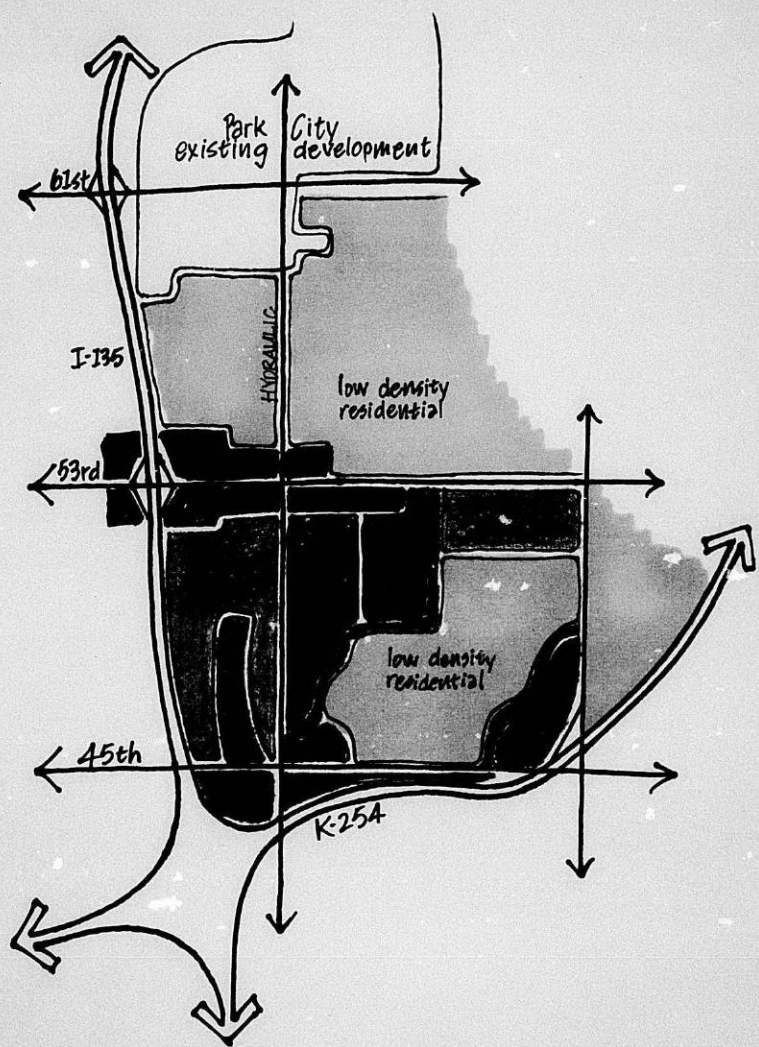 Park City
existing development
61st
HYDRAULIC
I-135
low density
residential
53rd
low density
residential
45th
K-254